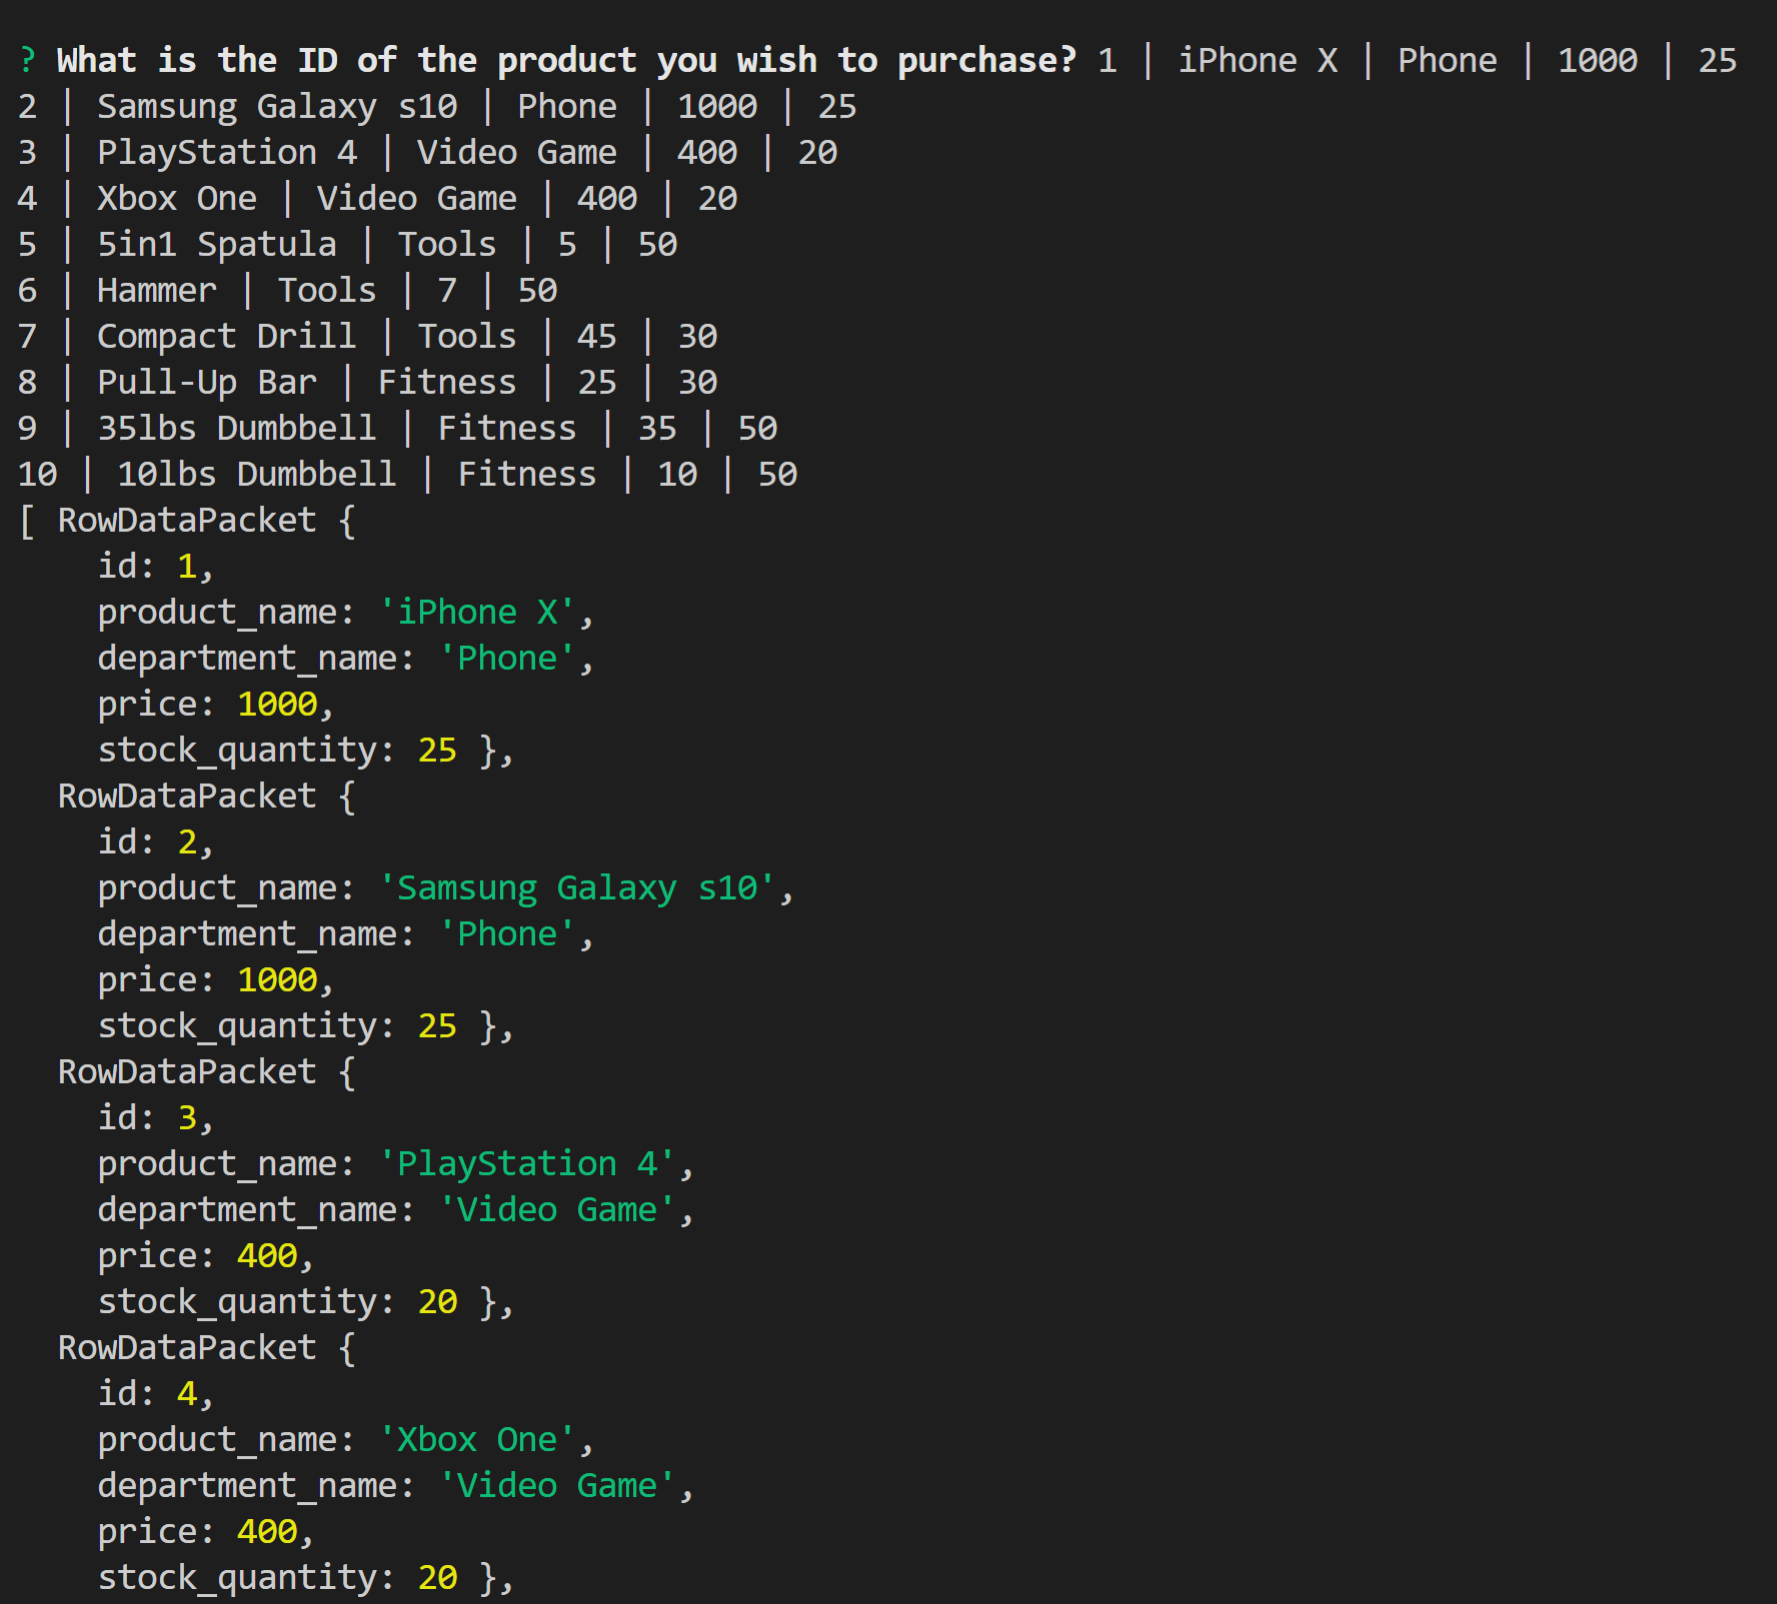 ? What is the ID of the product you wish to purchase? 1 | iPhone X | Phone | 1000 | 25
2 | Samsung Galaxy s10 | Phone | 1000 | 25
3 | PlayStation 4 | Video Game | 400 | 20
4 | Xbox One | Video Game | 400 | 20
5 | 5in1 Spatula | Tools | 5 | 50
6 | Hammer | Tools | 7 | 50
7 | Compact Drill | Tools | 45 | 30
8 | Pull-Up Bar | Fitness | 25 | 30
9 | 35lbs Dumbbell | Fitness | 35 | 50
10 | 10lbs Dumbbell | Fitness | 10 | 50
[ RowDataPacket {
    id: 1,
    product_name: 'iPhone X',
    department_name: 'Phone',
    price: 1000,
    stock_quantity: 25 },
  RowDataPacket {
    id: 2,
    product_name: 'Samsung Galaxy s10',
    department_name: 'Phone',
    price: 1000,
    stock_quantity: 25 },
  RowDataPacket {
    id: 3,
    product_name: 'PlayStation 4',
    department_name: 'Video Game',
    price: 400,
    stock_quantity: 20 },
  RowDataPacket {
    id: 4,
    product_name: 'Xbox One',
    department_name: 'Video Game',
    price: 400,
    stock_quantity: 20 },